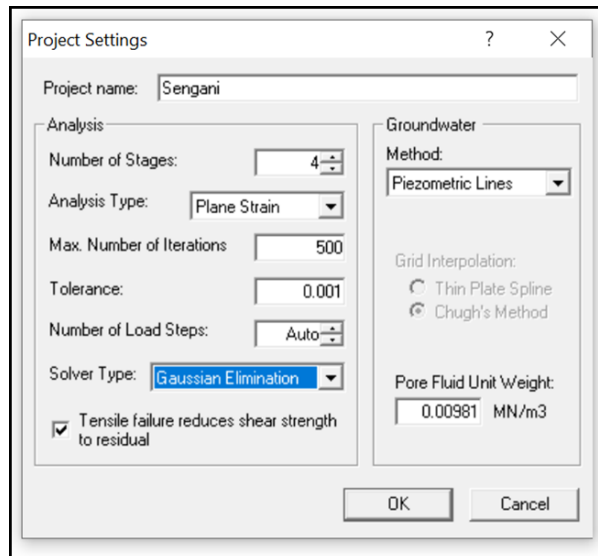 Project Settings
Project name: Sengani
Analysis
Number of Stages: 4
Analysis Type: Plane Strain
Max. Number of Iterations 500
Tolerance: 0.001
Number of Load Steps: Auto
Solver Type: Gaussian Elimination
Tensile failure reduces shear strength
to residual
Groundwater
Method:
Piezometric Lines
Grid Interpolation:
Thin Plate Spline
Chugh's Method
Pore Fluid Unit Weight:
0.00981 MN/m3
OK Cancel